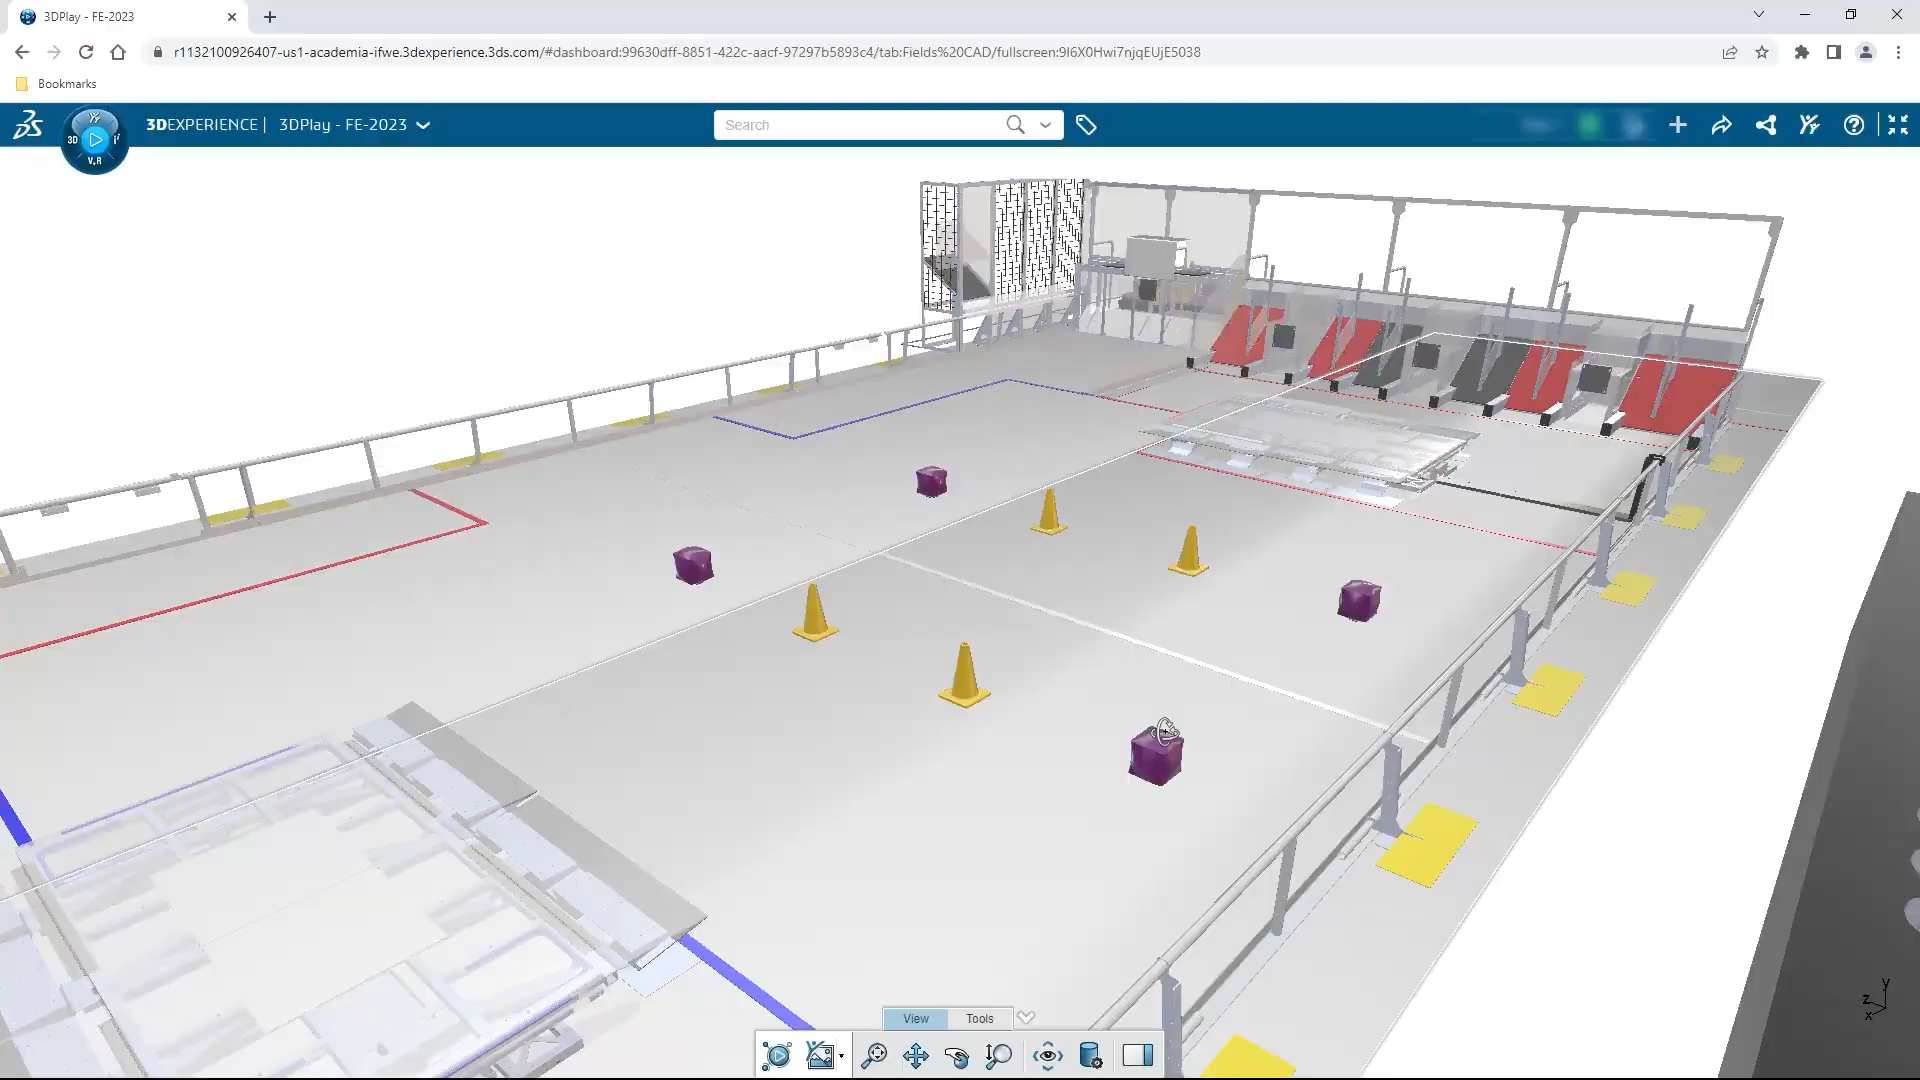 3DPlay - FE-2023
r1132100926407-us1-academia-ifwe.3dexperience.3ds.com/#dashboard:99630dff-8851-422c-aacf-97297b5893c4/tab:Fields%20CAD/fullscreen:9I6X0Hwi7njqEUjE5038
Bookmarks
3DEXPERIENCE | 3DPlay - FE-2023
Search
3D
V.R
View
Tools
y
z
x